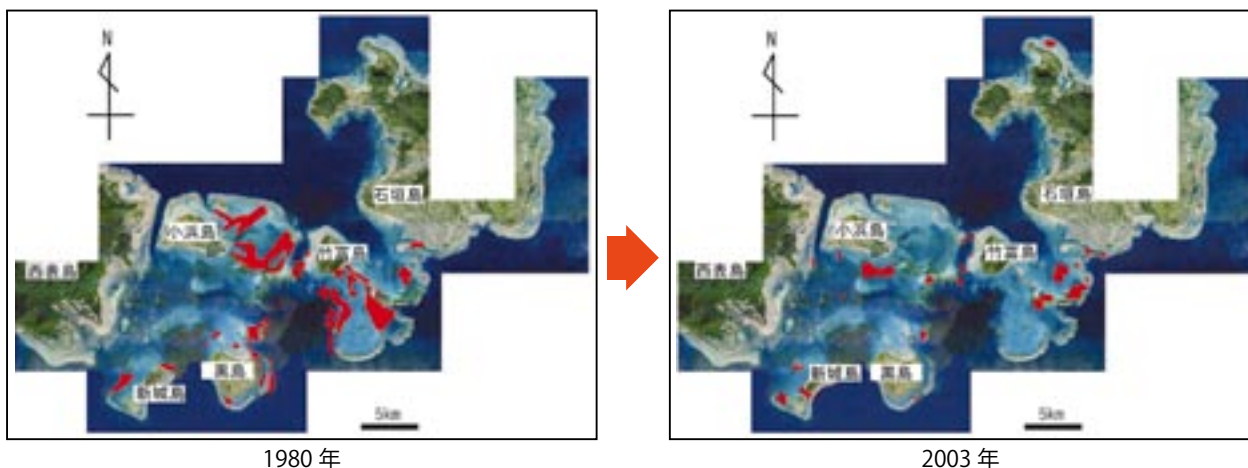 N
石垣島
小浜島
竹富島
西表島
新城島
黒島
5km
1980 年
N
石垣島
小浜島
竹富島
西表島
新城島
黒島
5km
2003 年